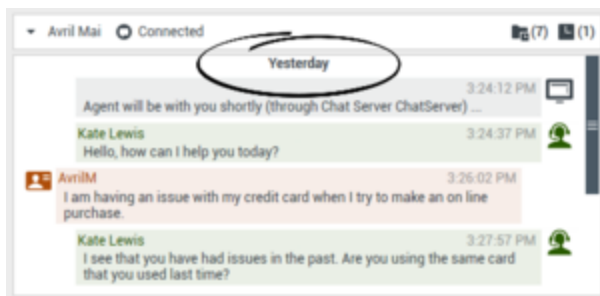 Avril Mai Connected (7) (1)
Yesterday
3:24:12 PM
Agent will be with you shortly (through Chat Server ChatServer) ...
Kate Lewis 3:24:37 PM
Hello, how can I help you today?
AvrilM 3:26:02 PM
I am having an issue with my credit card when I try to make an on line
purchase.
Kate Lewis 3:27:57 PM
I see that you have had issues in the past. Are you using the same card
that you used last time?